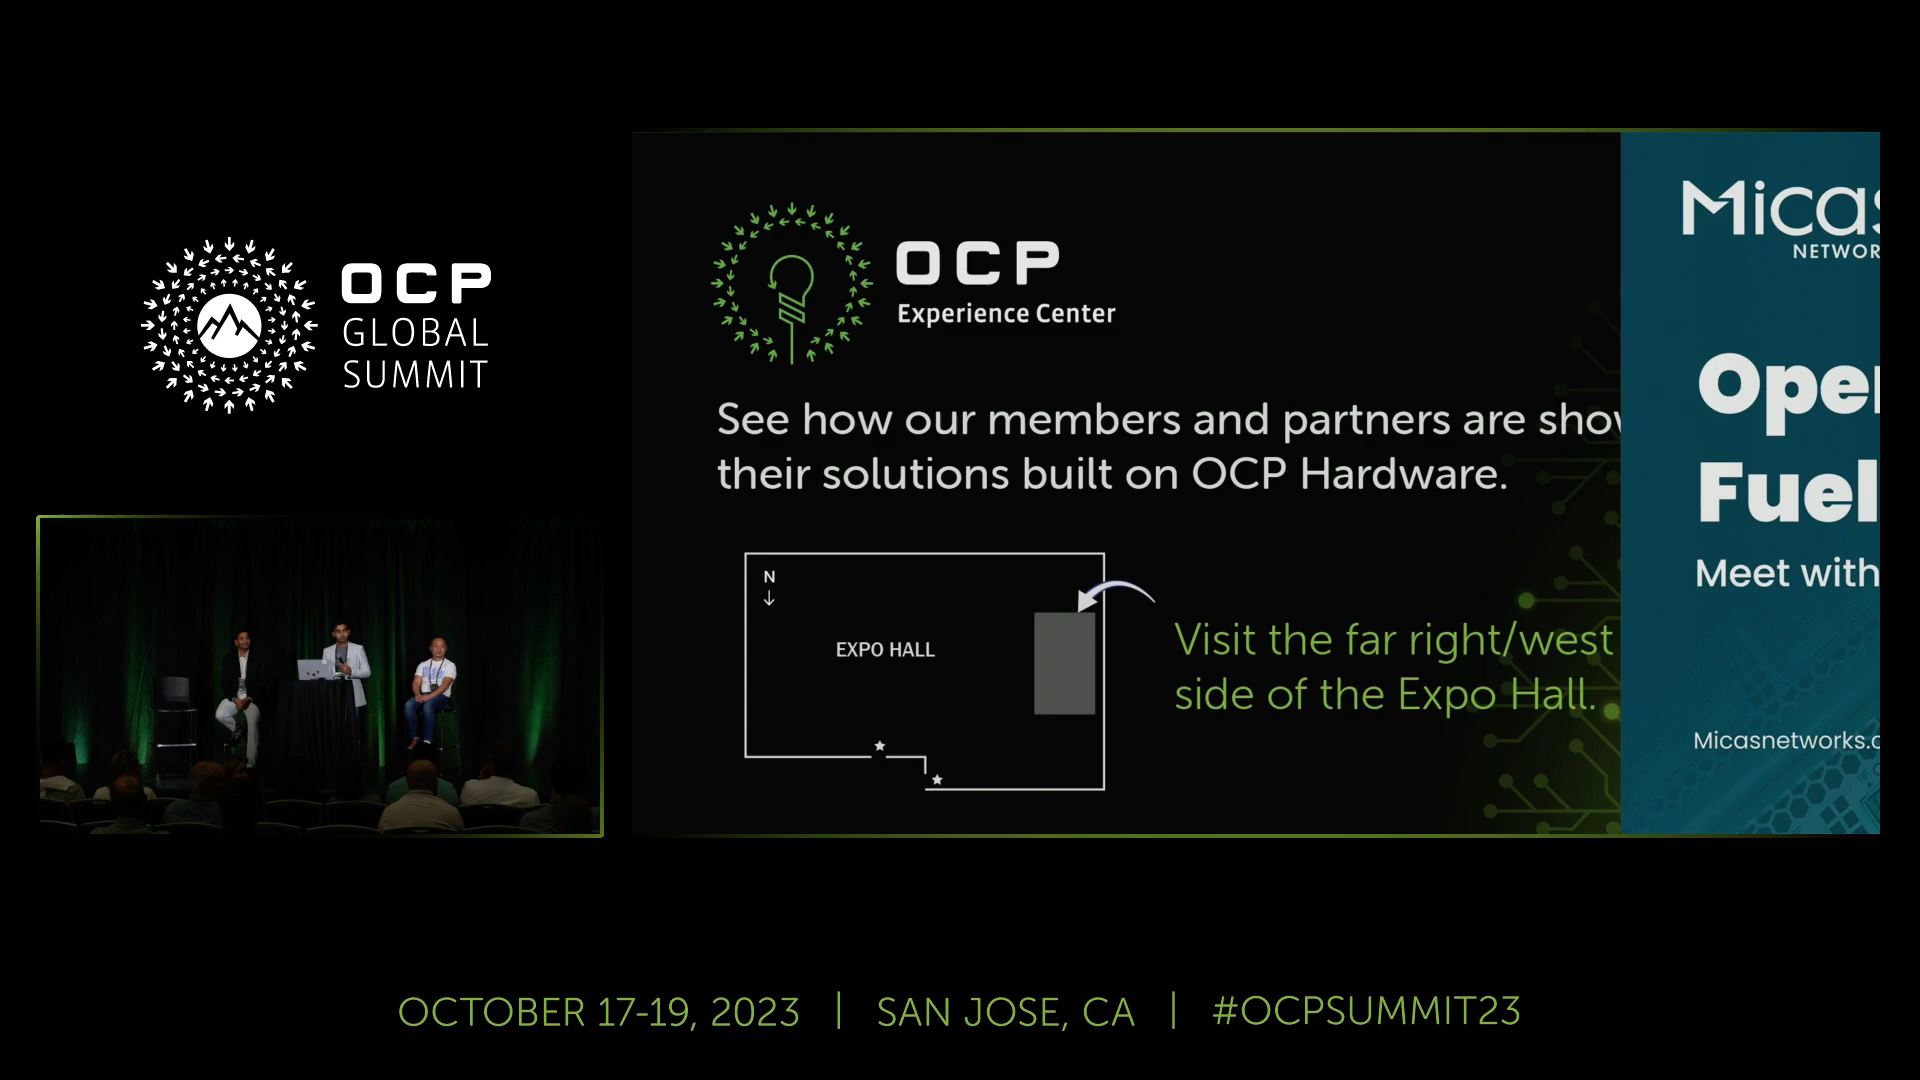 OCP
GLOBAL
SUMMIT
OCP
Experience Center
See how our members and partners are
their solutions built on OCP Hardware.
N
EXPO HALL
Visit the far right/west
side of the Expo Hall.
Micas
NETWOR
Ope
Fuel
Meet with
Micasnetworks.c
OCTOBER 17-19, 2023 | SAN JOSE, CA | #OCPSUMMIT23